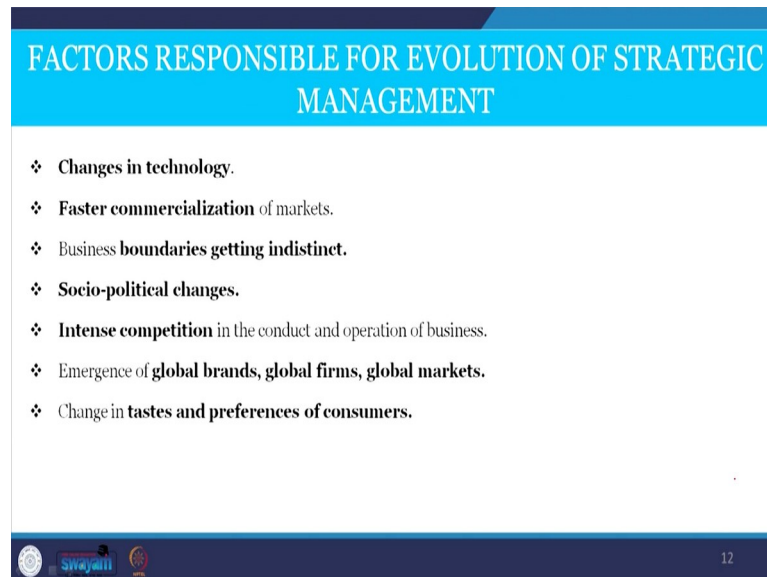 FACTORS RESPONSIBLE FOR EVOLUTION OF STRATEGIC
MANAGEMENT
❖ Changes in technology.
❖ Faster commercialization of markets.
❖ Business boundaries getting indistinct.
❖ Socio-political changes.
❖ Intense competition in the conduct and operation of business.
❖ Emergence of global brands, global firms, global markets.
❖ Change in tastes and preferences of consumers.
swayam
12